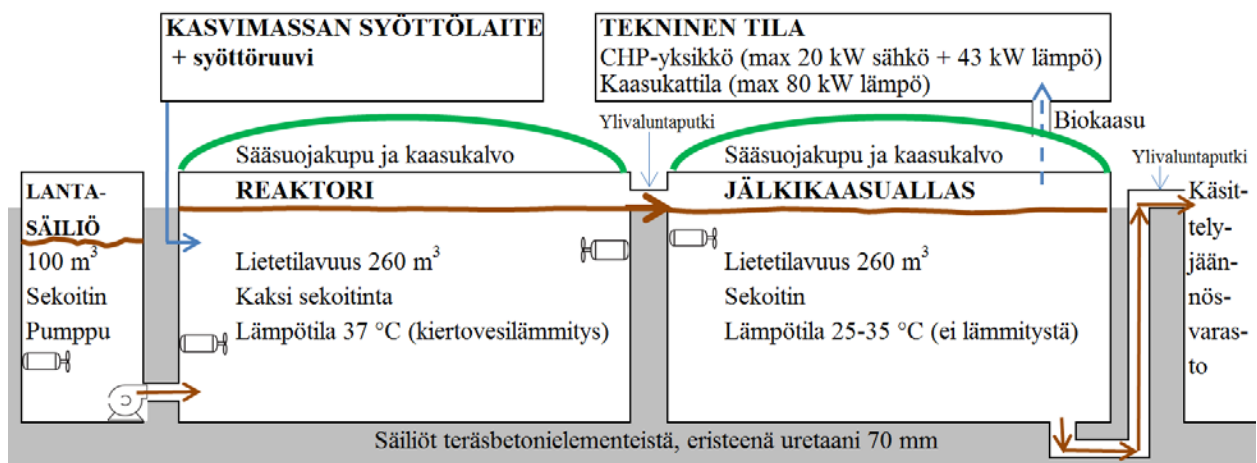 KASVIMASSAN SYÖTTÖLAITE
+ syöttöruuvi
TEKNINEN TILA
CHP-yksikkö (max 20 kW sähkö + 43 kW lämpö)
Kaasukattila (max 80 kW lämpö)
Ylivaluntaputki
Biokaasu
Ylivaluntaputki
Sääsuojakupu ja kaasukalvo
Sääsuojakupu ja kaasukalvo
LANTA-
SÄILIÖ
100 m³
Sekoitin
Pumppu
REAKTORI
Lietetilavuus 260 m³
Kaksi sekoitinta
Lämpötila 37 °C (kiertovesilämmitys)
JÄLKIKAASUALLAS
Lietetilavuus 260 m³
Sekoitin
Lämpötila 25-35 °C (ei lämmitystä)
Käsit-
tely-
jään-
nös-
varas-
to
Säiliöt teräsbetonielementeistä, eristeenä uretaani 70 mm